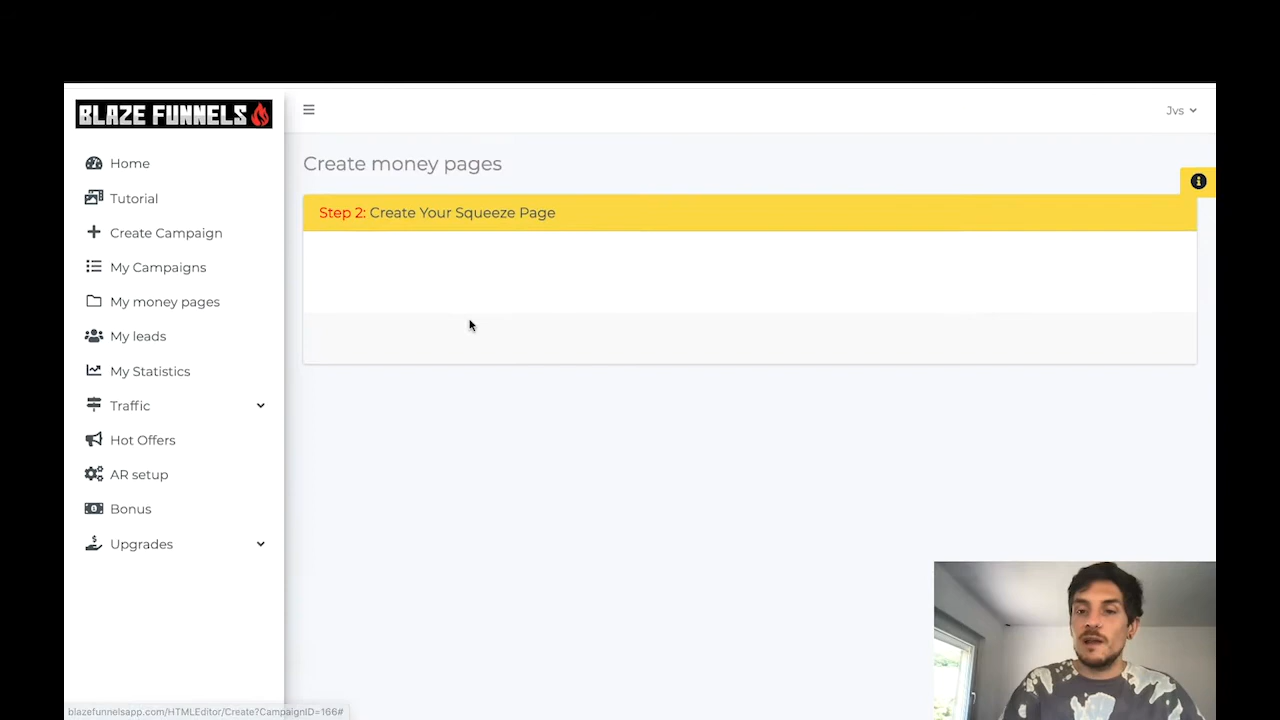 BLAZE FUNNELS
Jvs
Home
Tutorial
Create Campaign
My Campaigns
My money pages
My leads
My Statistics
Traffic
Hot Offers
AR setup
Bonus
Upgrades
Create money pages
Step 2: Create Your Squeeze Page
blazefunnelsapp.com/HTMLEditor/Create?CampaignID=166#